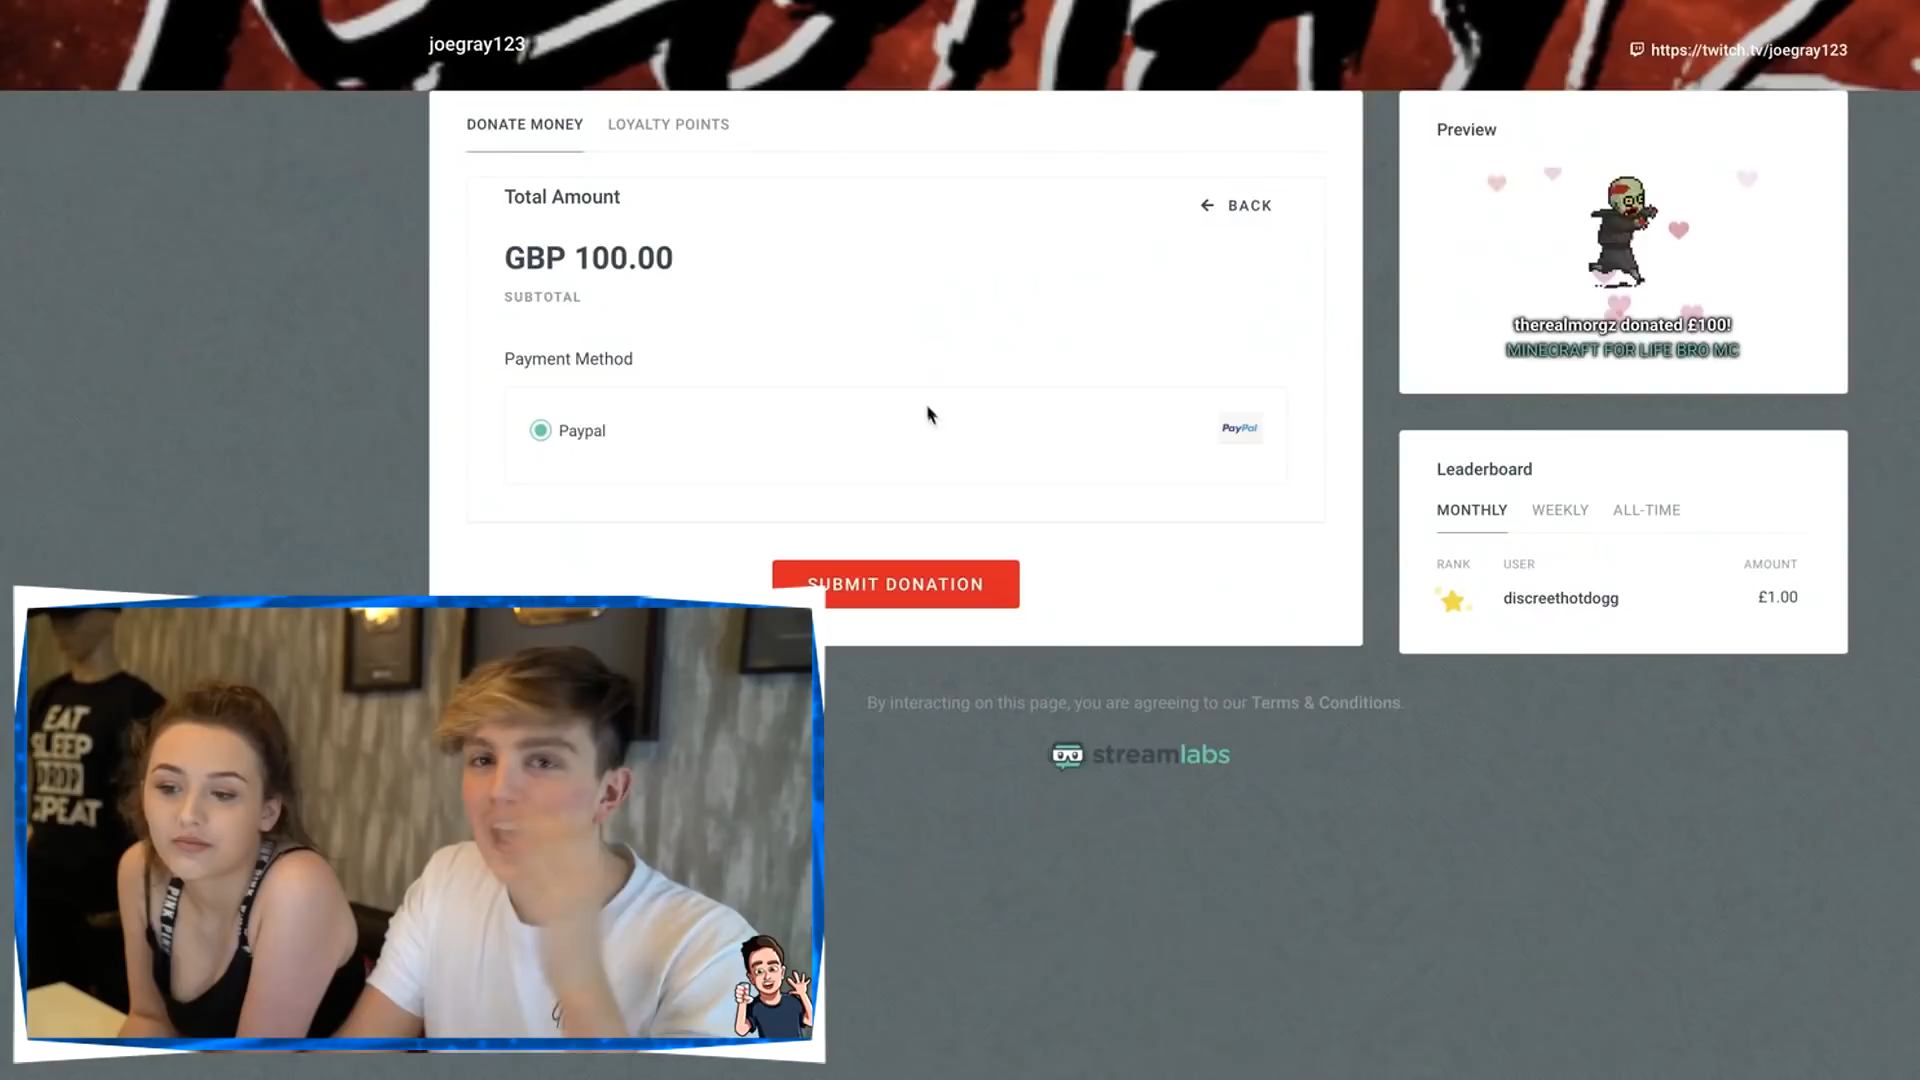 joegray123
https://twitch.tv/joegray123
DONATE MONEY
LOYALTY POINTS
Total Amount
BACK
GBP 100.00
SUBTOTAL
Payment Method
Paypal
PayPal
SUBMIT DONATION
Preview
therealmorgz donated £100!
MINECRAFT FOR LIFE BRO MC
Leaderboard
MONTHLY WEEKLY ALL-TIME
RANK USER AMOUNT
discreethotdogg £1.00
By interacting on this page, you are agreeing to our Terms & Conditions.
streamlabs
EAT
SLEEP
DROP
REPEAT
PINK PINK